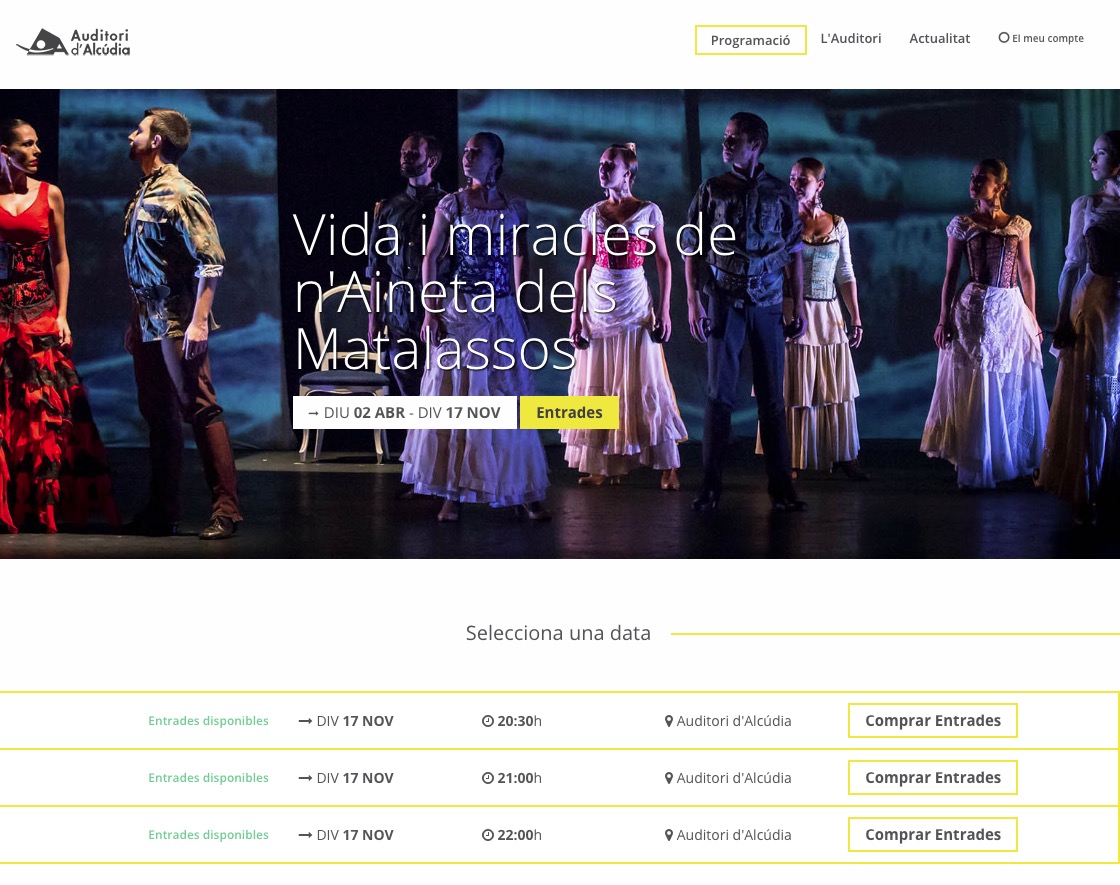 Auditori
d'Alcúdia
Programació
L'Auditori
Actualitat
El meu compte
Vida i miracles de
n'Aineta dels
Matalassos
→ DIU 02 ABR - DIV 17 NOV
Entrades
Selecciona una data
Entrades disponibles → DIV 17 NOV 20:30h Auditori d'Alcúdia Comprar Entrades
Entrades disponibles → DIV 17 NOV 21:00h Auditori d'Alcúdia Comprar Entrades
Entrades disponibles → DIV 17 NOV 22:00h Auditori d'Alcúdia Comprar Entrades